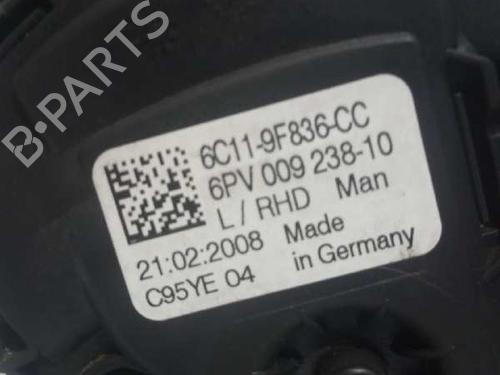 B-PARTS
6C11-9F836-CC
6PV 009 238-10
L / RHD Man
21:02:2008 Made
C95YE 04 in Germany